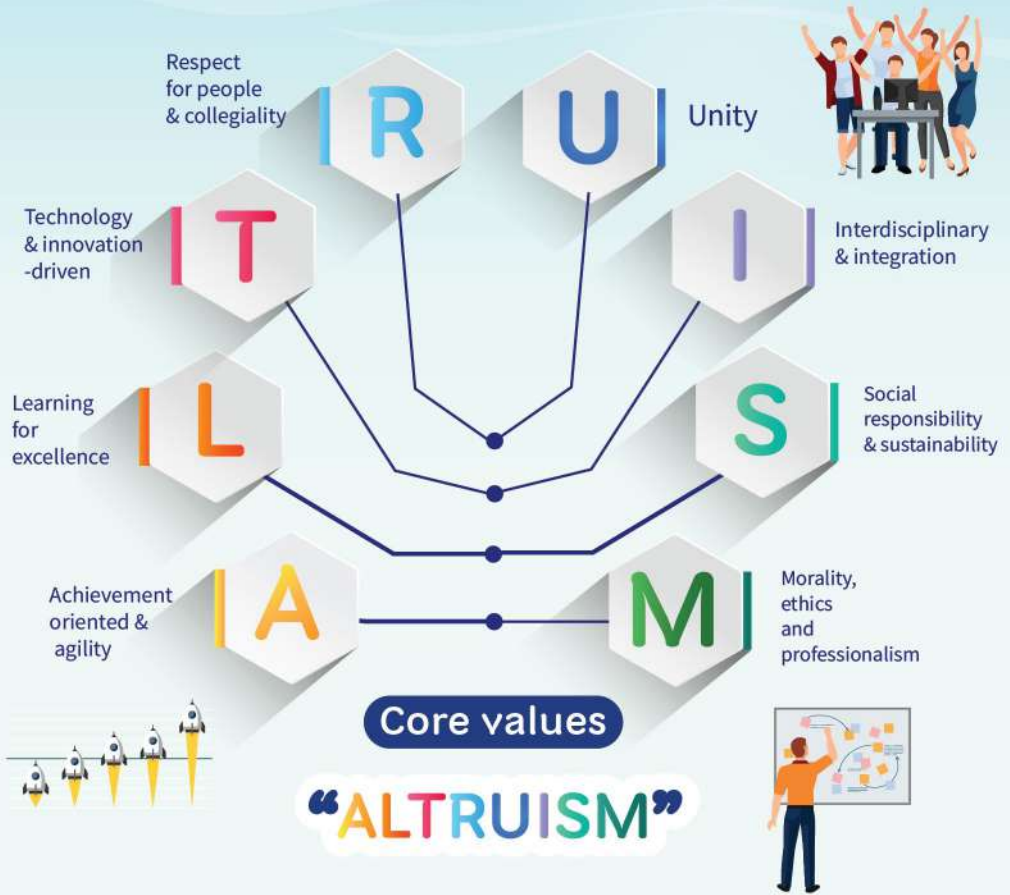 Respect
for people
& collegiality
R
U
Unity
Technology
& innovation
-driven
T
I
Interdisciplinary
& integration
Learning
for
excellence
L
S
Social
responsibility
& sustainability
Achievement
oriented &
agility
A
M
Morality,
ethics
and
professionalism
Core values
“ALTRUISM”